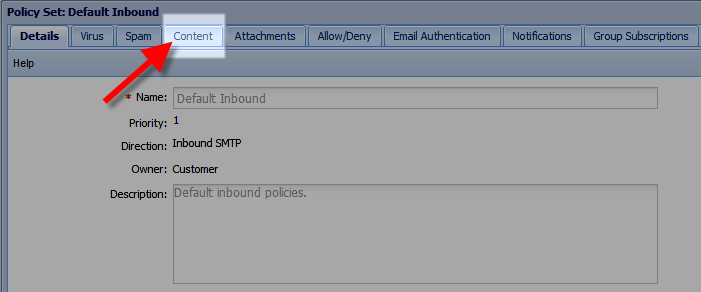 Policy Set: Default Inbound
Details Virus Spam Content Attachments Allow/Deny Email Authentication Notifications Group Subscriptions
Help
* Name: Default Inbound
Priority: 1
Direction: Inbound SMTP
Owner: Customer
Description: Default inbound policies.